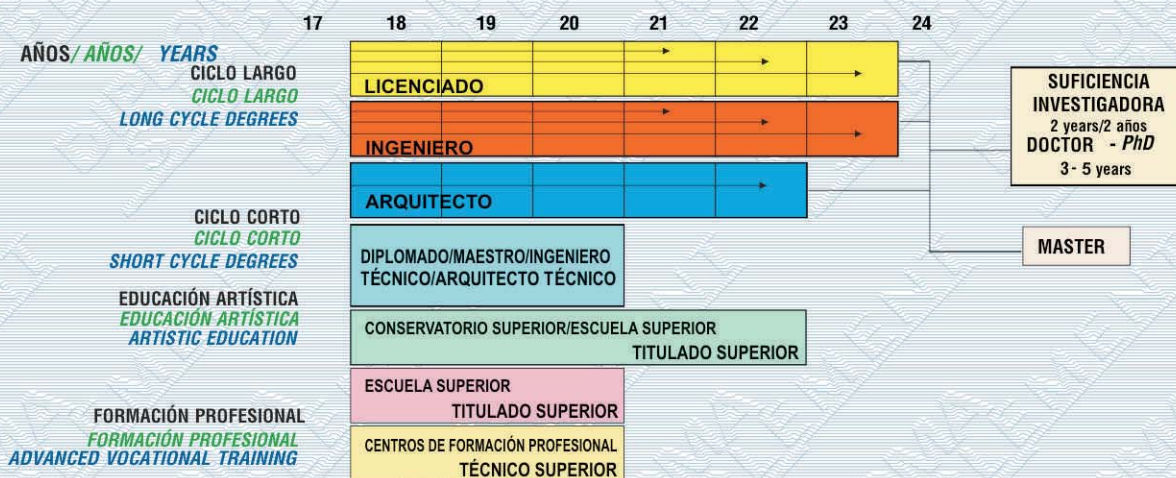 17 18 19 20 21 22 23 24
AÑOS/ AÑOS/ YEARS
CICLO LARGO
CICLO LARGO
LONG CYCLE DEGREES
LICENCIADO
INGENIERO
ARQUITECTO
SUFICIENCIA
INVESTIGADORA
2 years/2 años
DOCTOR - PhD
3 - 5 years
MASTER
CICLO CORTO
CICLO CORTO
SHORT CYCLE DEGREES
DIPLOMADO/MAESTRO/INGENIERO
TÉCNICO/ARQUITECTO TÉCNICO
EDUCACIÓN ARTÍSTICA
EDUCACIÓN ARTÍSTICA
ARTISTIC EDUCATION
CONSERVATORIO SUPERIOR/ESCUELA SUPERIOR
TITULADO SUPERIOR
ESCUELA SUPERIOR
TITULADO SUPERIOR
FORMACIÓN PROFESIONAL
FORMACIÓN PROFESIONAL
ADVANCED VOCATIONAL TRAINING
CENTROS DE FORMACIÓN PROFESIONAL
TÉCNICO SUPERIOR